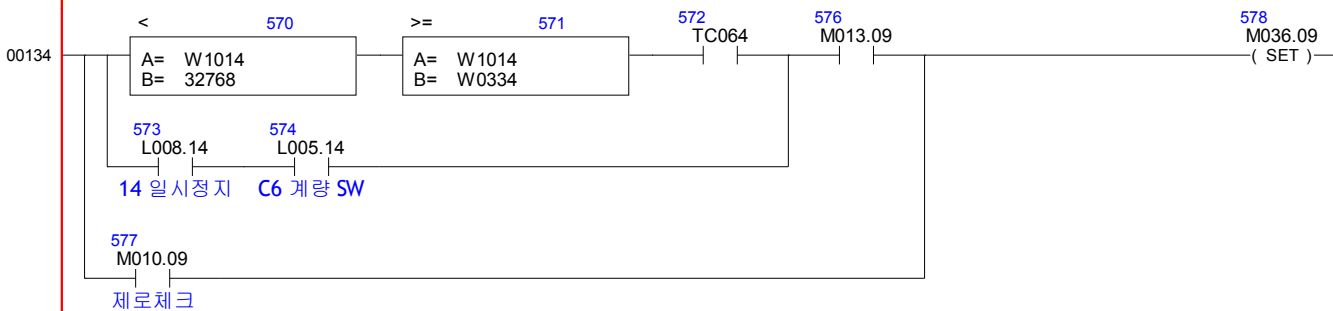 < 570 >= 571 572 576 578
TC064 M013.09 M036.09
00134 A= W1014 A= W1014 ( SET )
B= 32768 B= W0334
573 574
L008.14 L005.14
14 일시정지 C6 계량 SW
577
M010.09
제로체크